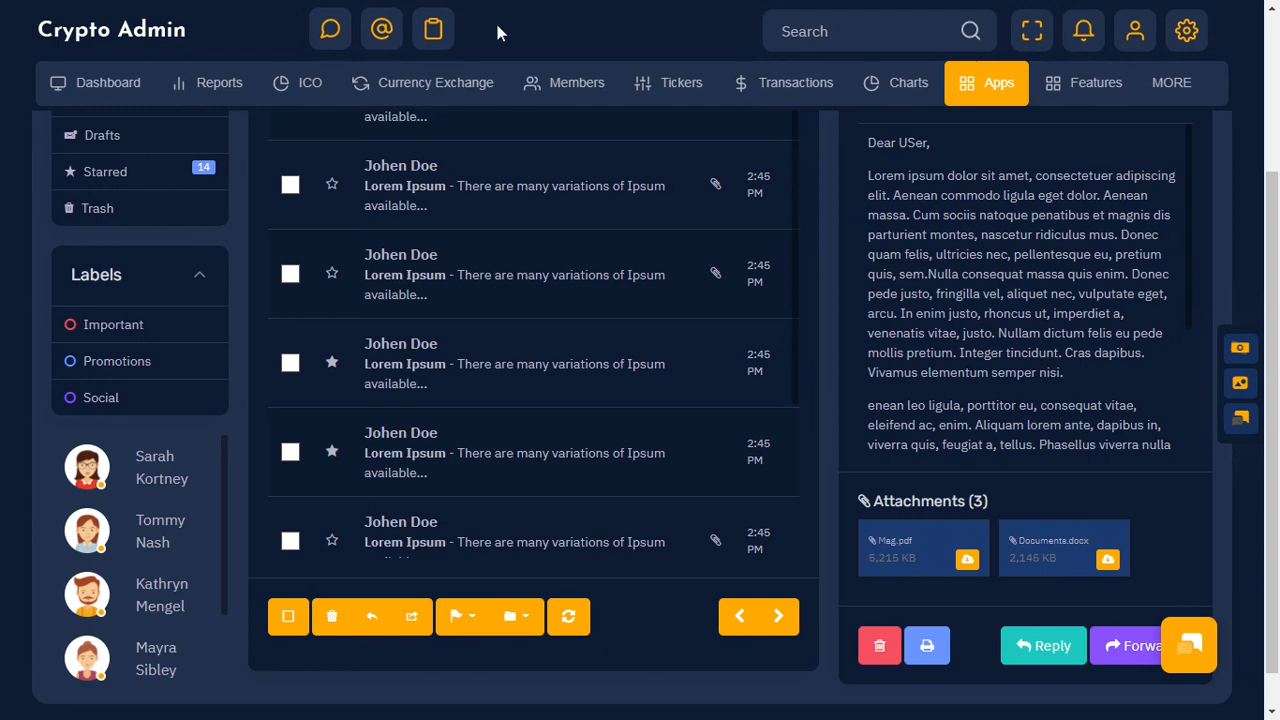 Crypto Admin
Search
Dashboard
Reports
ICO
Currency Exchange
Members
Tickers
Transactions
Charts
Apps
Features
MORE
Drafts
Starred
14
Trash
Labels
Important
Promotions
Social
Sarah
Kortney
Tommy
Nash
Kathryn
Mengel
Mayra
Sibley
available...
Johen Doe
Lorem Ipsum - There are many variations of Ipsum
available...
2:45
PM
Johen Doe
Lorem Ipsum - There are many variations of Ipsum
available...
2:45
PM
Johen Doe
Lorem Ipsum - There are many variations of Ipsum
available...
2:45
PM
Johen Doe
Lorem Ipsum - There are many variations of Ipsum
available...
2:45
PM
Johen Doe
Lorem Ipsum - There are many variations of Ipsum
2:45
PM
Dear USer,
Lorem ipsum dolor sit amet, consectetuer adipiscing
elit. Aenean commodo ligula eget dolor. Aenean
massa. Cum sociis natoque penatibus et magnis dis
parturient montes, nascetur ridiculus mus. Donec
quam felis, ultricies nec, pellentesque eu, pretium
quis, sem.Nulla consequat massa quis enim. Donec
pede justo, fringilla vel, aliquet nec, vulputate eget,
arcu. In enim justo, rhoncus ut, imperdiet a,
venenatis vitae, justo. Nullam dictum felis eu pede
mollis pretium. Integer tincidunt. Cras dapibus.
Vivamus elementum semper nisi.
enean leo ligula, porttitor eu, consequat vitae,
eleifend ac, enim. Aliquam lorem ante, dapibus in,
viverra quis, feugiat a, tellus. Phasellus viverra nulla
Attachments (3)
Mag.pdf
5,215 KB
Documents.docx
2,145 KB
Reply
Forwa